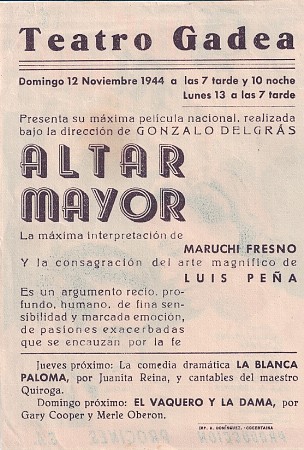 Teatro Gadea
Domingo 12 Noviembre 1944 a las 7 tarde y 10 noche
Lunes 13 a las 7 tarde
Presenta su máxima película nacional, realizada
bajo la dirección de GONZALO DELGRÁS
ALTAR
MAYOR
La máxima interpretación de
MARUCHI FRESNO
Y la consagración del arte magnífico de
LUIS PEÑA
Es un argumento recio, pro-
fundo, humano, de fina sen-
sibilidad y marcada emoción,
de pasiones exacerbadas
que se encauzan por la fe
Jueves próximo: La comedia dramática LA BLANCA
PALOMA, por Juanita Reina, y cantables del maestro
Quiroga.
Domingo próximo: EL VAQUERO Y LA DAMA, por
Gary Cooper y Merle Oberon.
IMP. A. DOMÍNGUEZ.-COCENTAINA